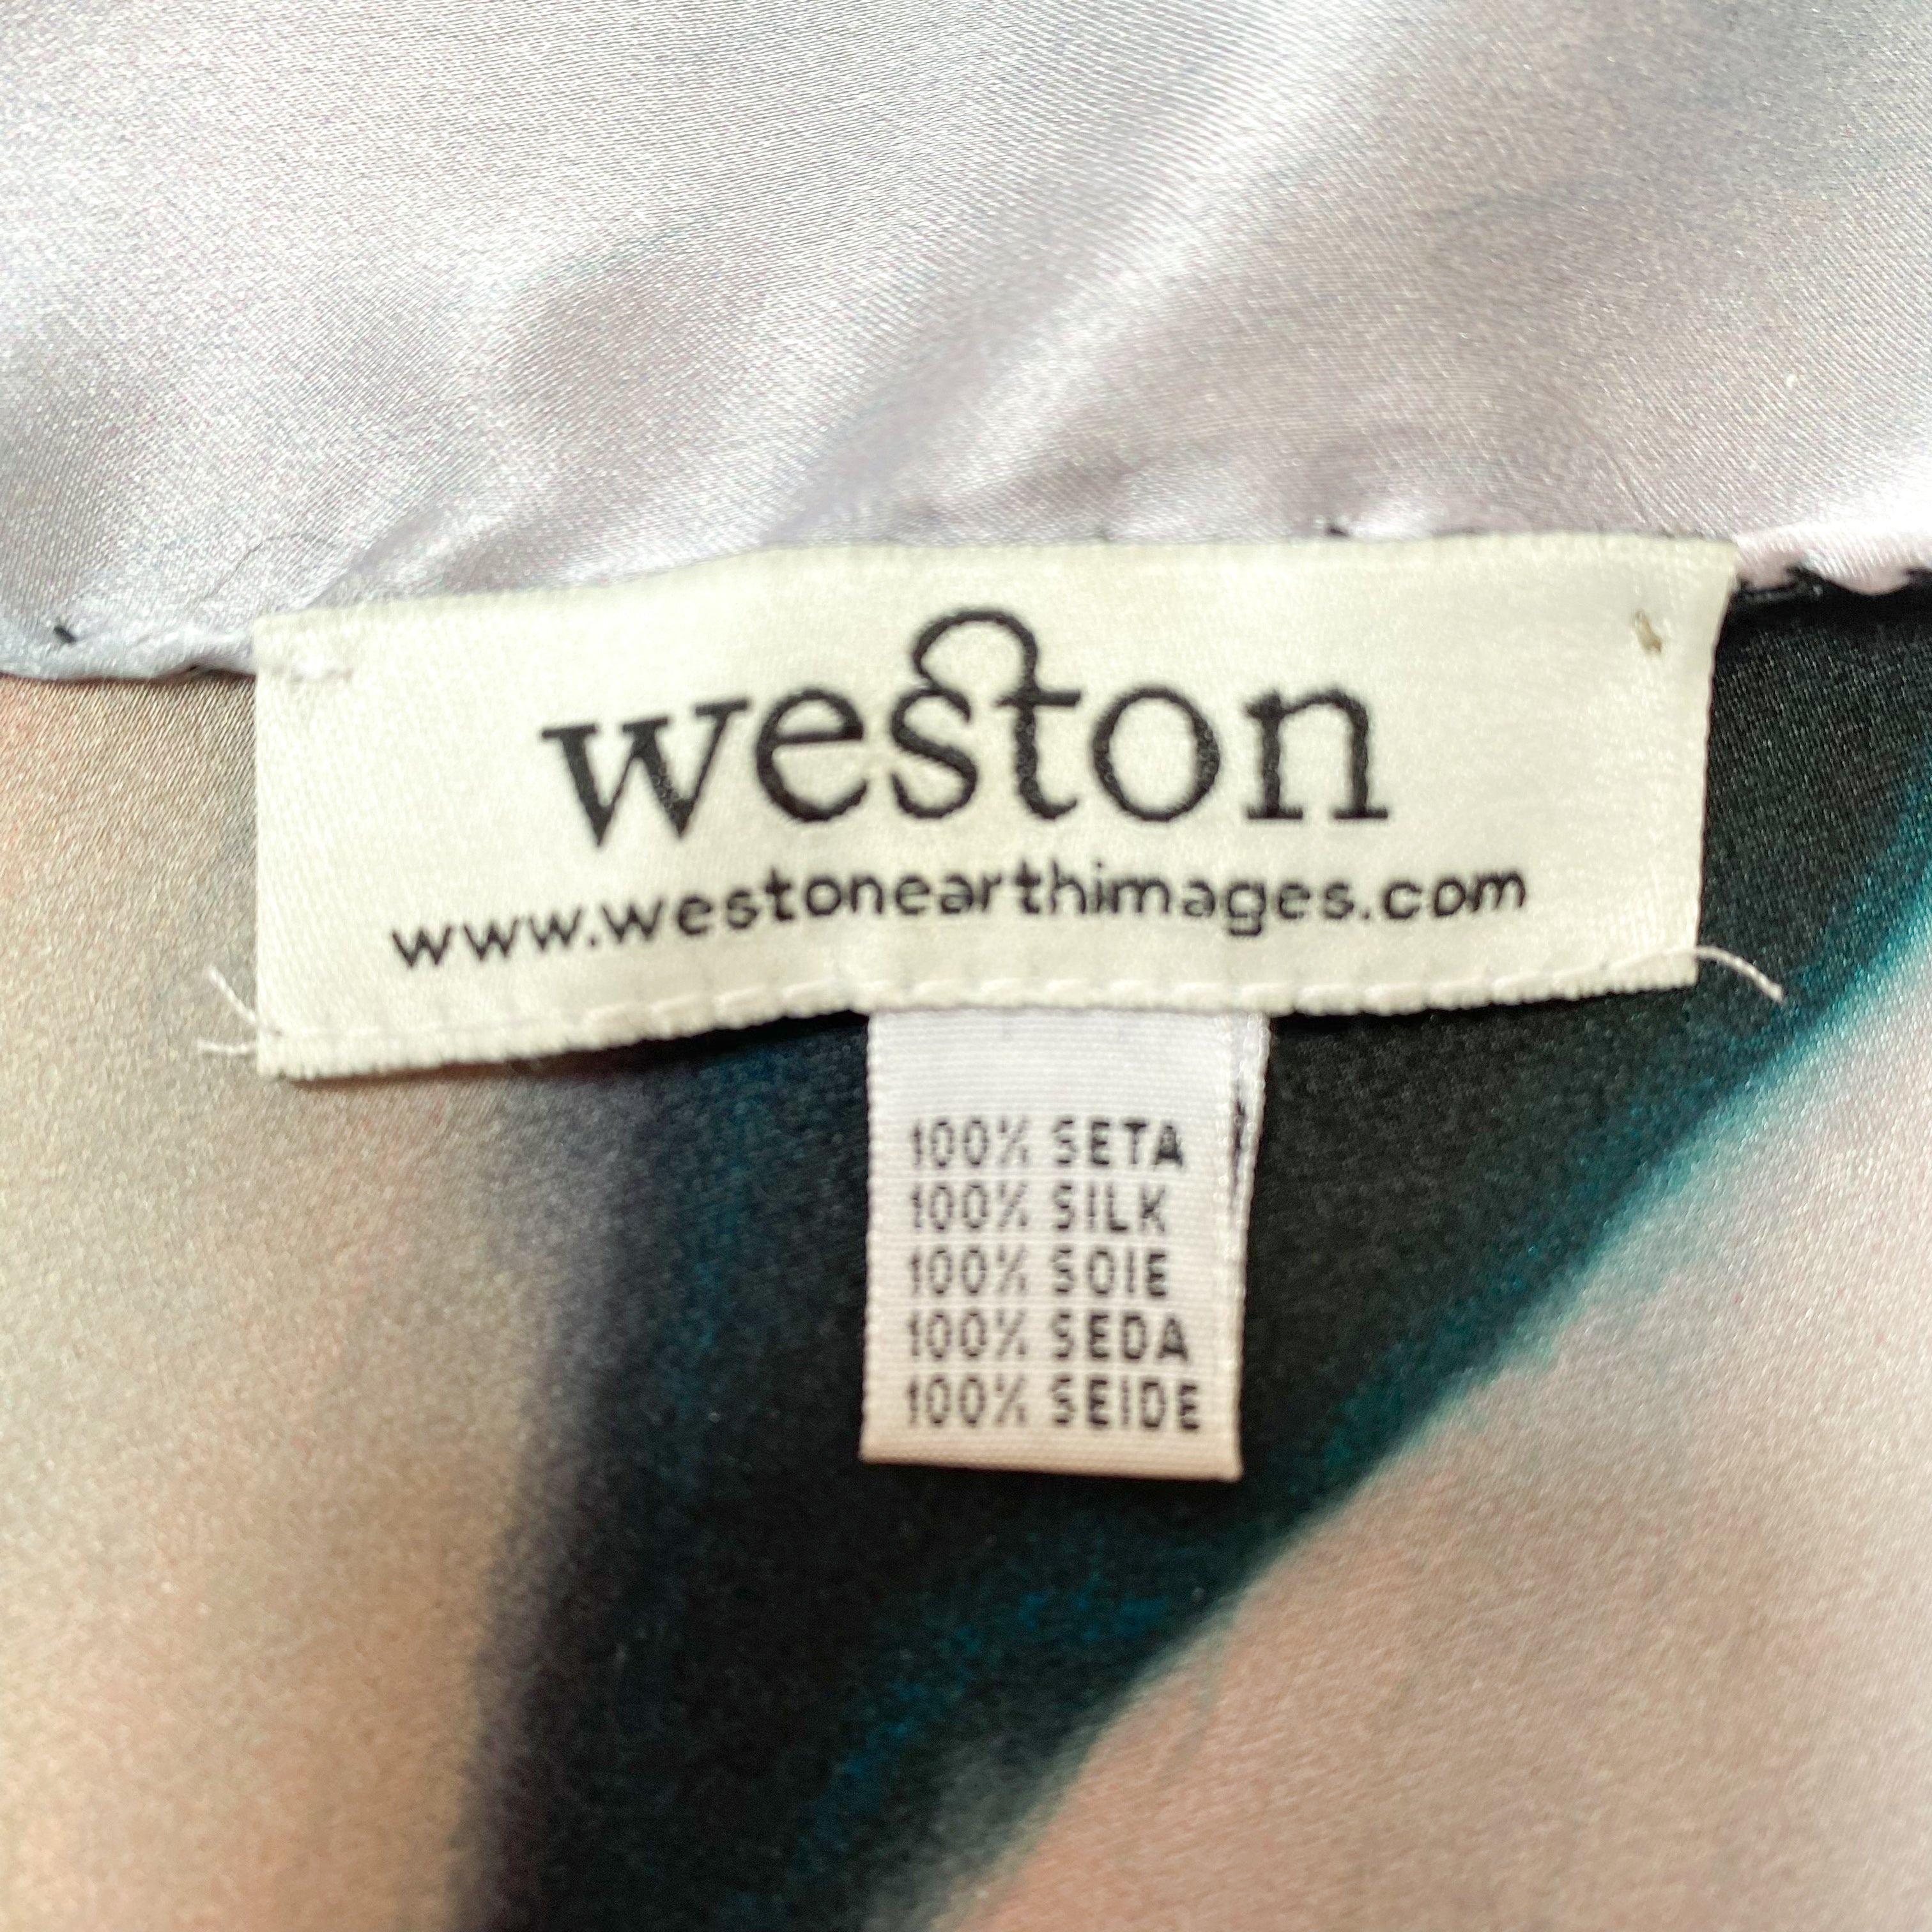 weston
www.westonearthimages.com
100% SETA
100% SILK
100% SOIE
100% SEDA
100% SEIDE